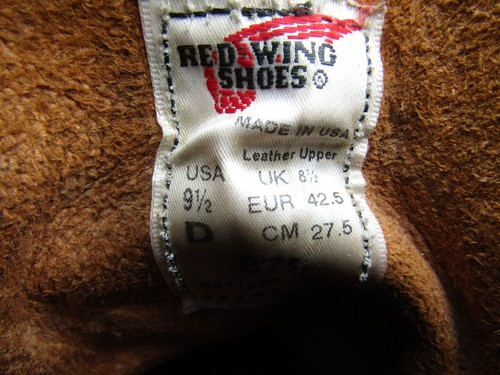 RED WING
SHOES®
MADE IN USA
Leather Upper
USA UK 8½
9½ EUR 42.5
D CM 27.5